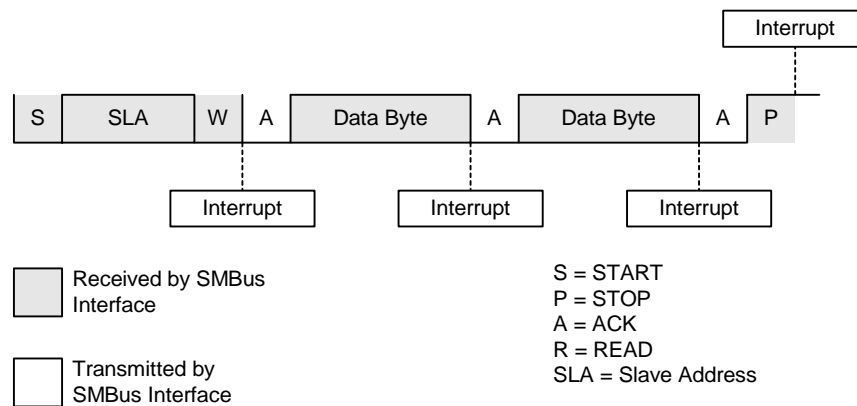 Interrupt
S SLA W A Data Byte A Data Byte A P
Interrupt Interrupt Interrupt
Received by SMBus
Interface
Transmitted by
SMBus Interface
S = START
P = STOP
A = ACK
R = READ
SLA = Slave Address